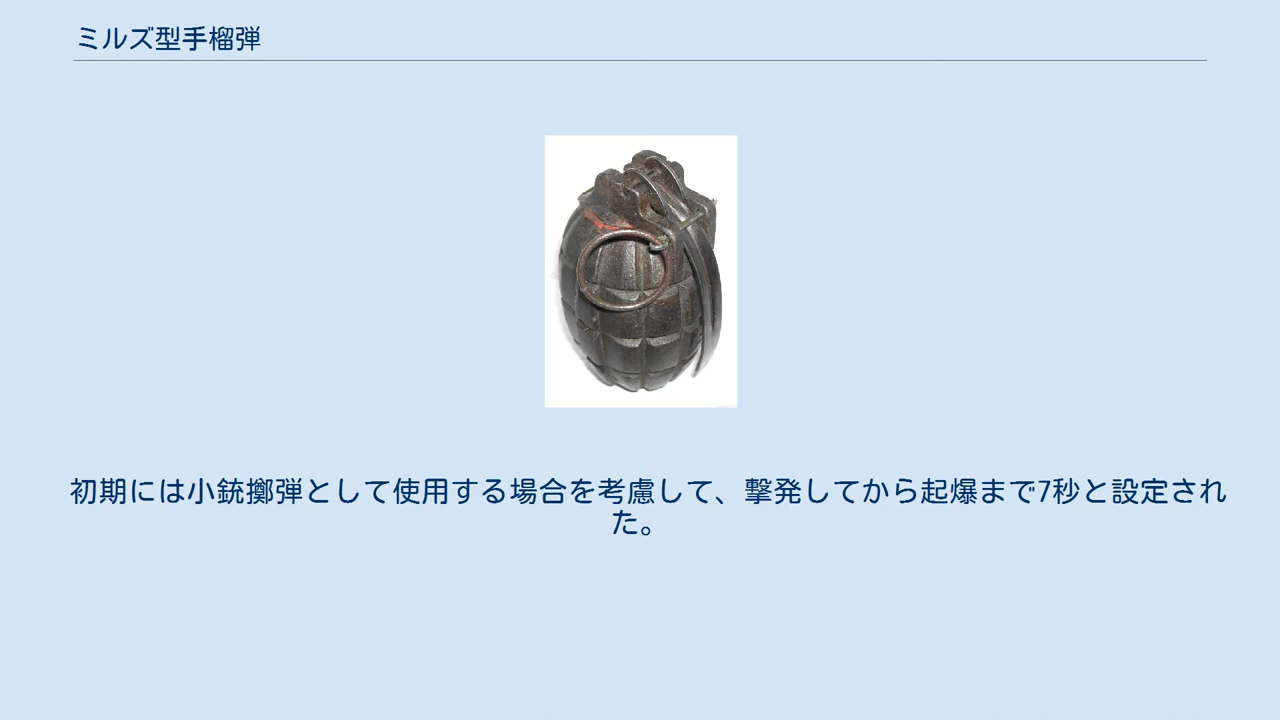 ミルズ型手榴弾
初期には小銃擲弾として使用する場合を考慮して、撃発してから起爆まで7秒と設定され
た。